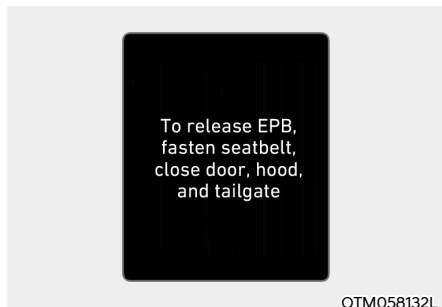 To release EPB,
fasten seatbelt,
close door, hood,
and tailgate
OTM058132L